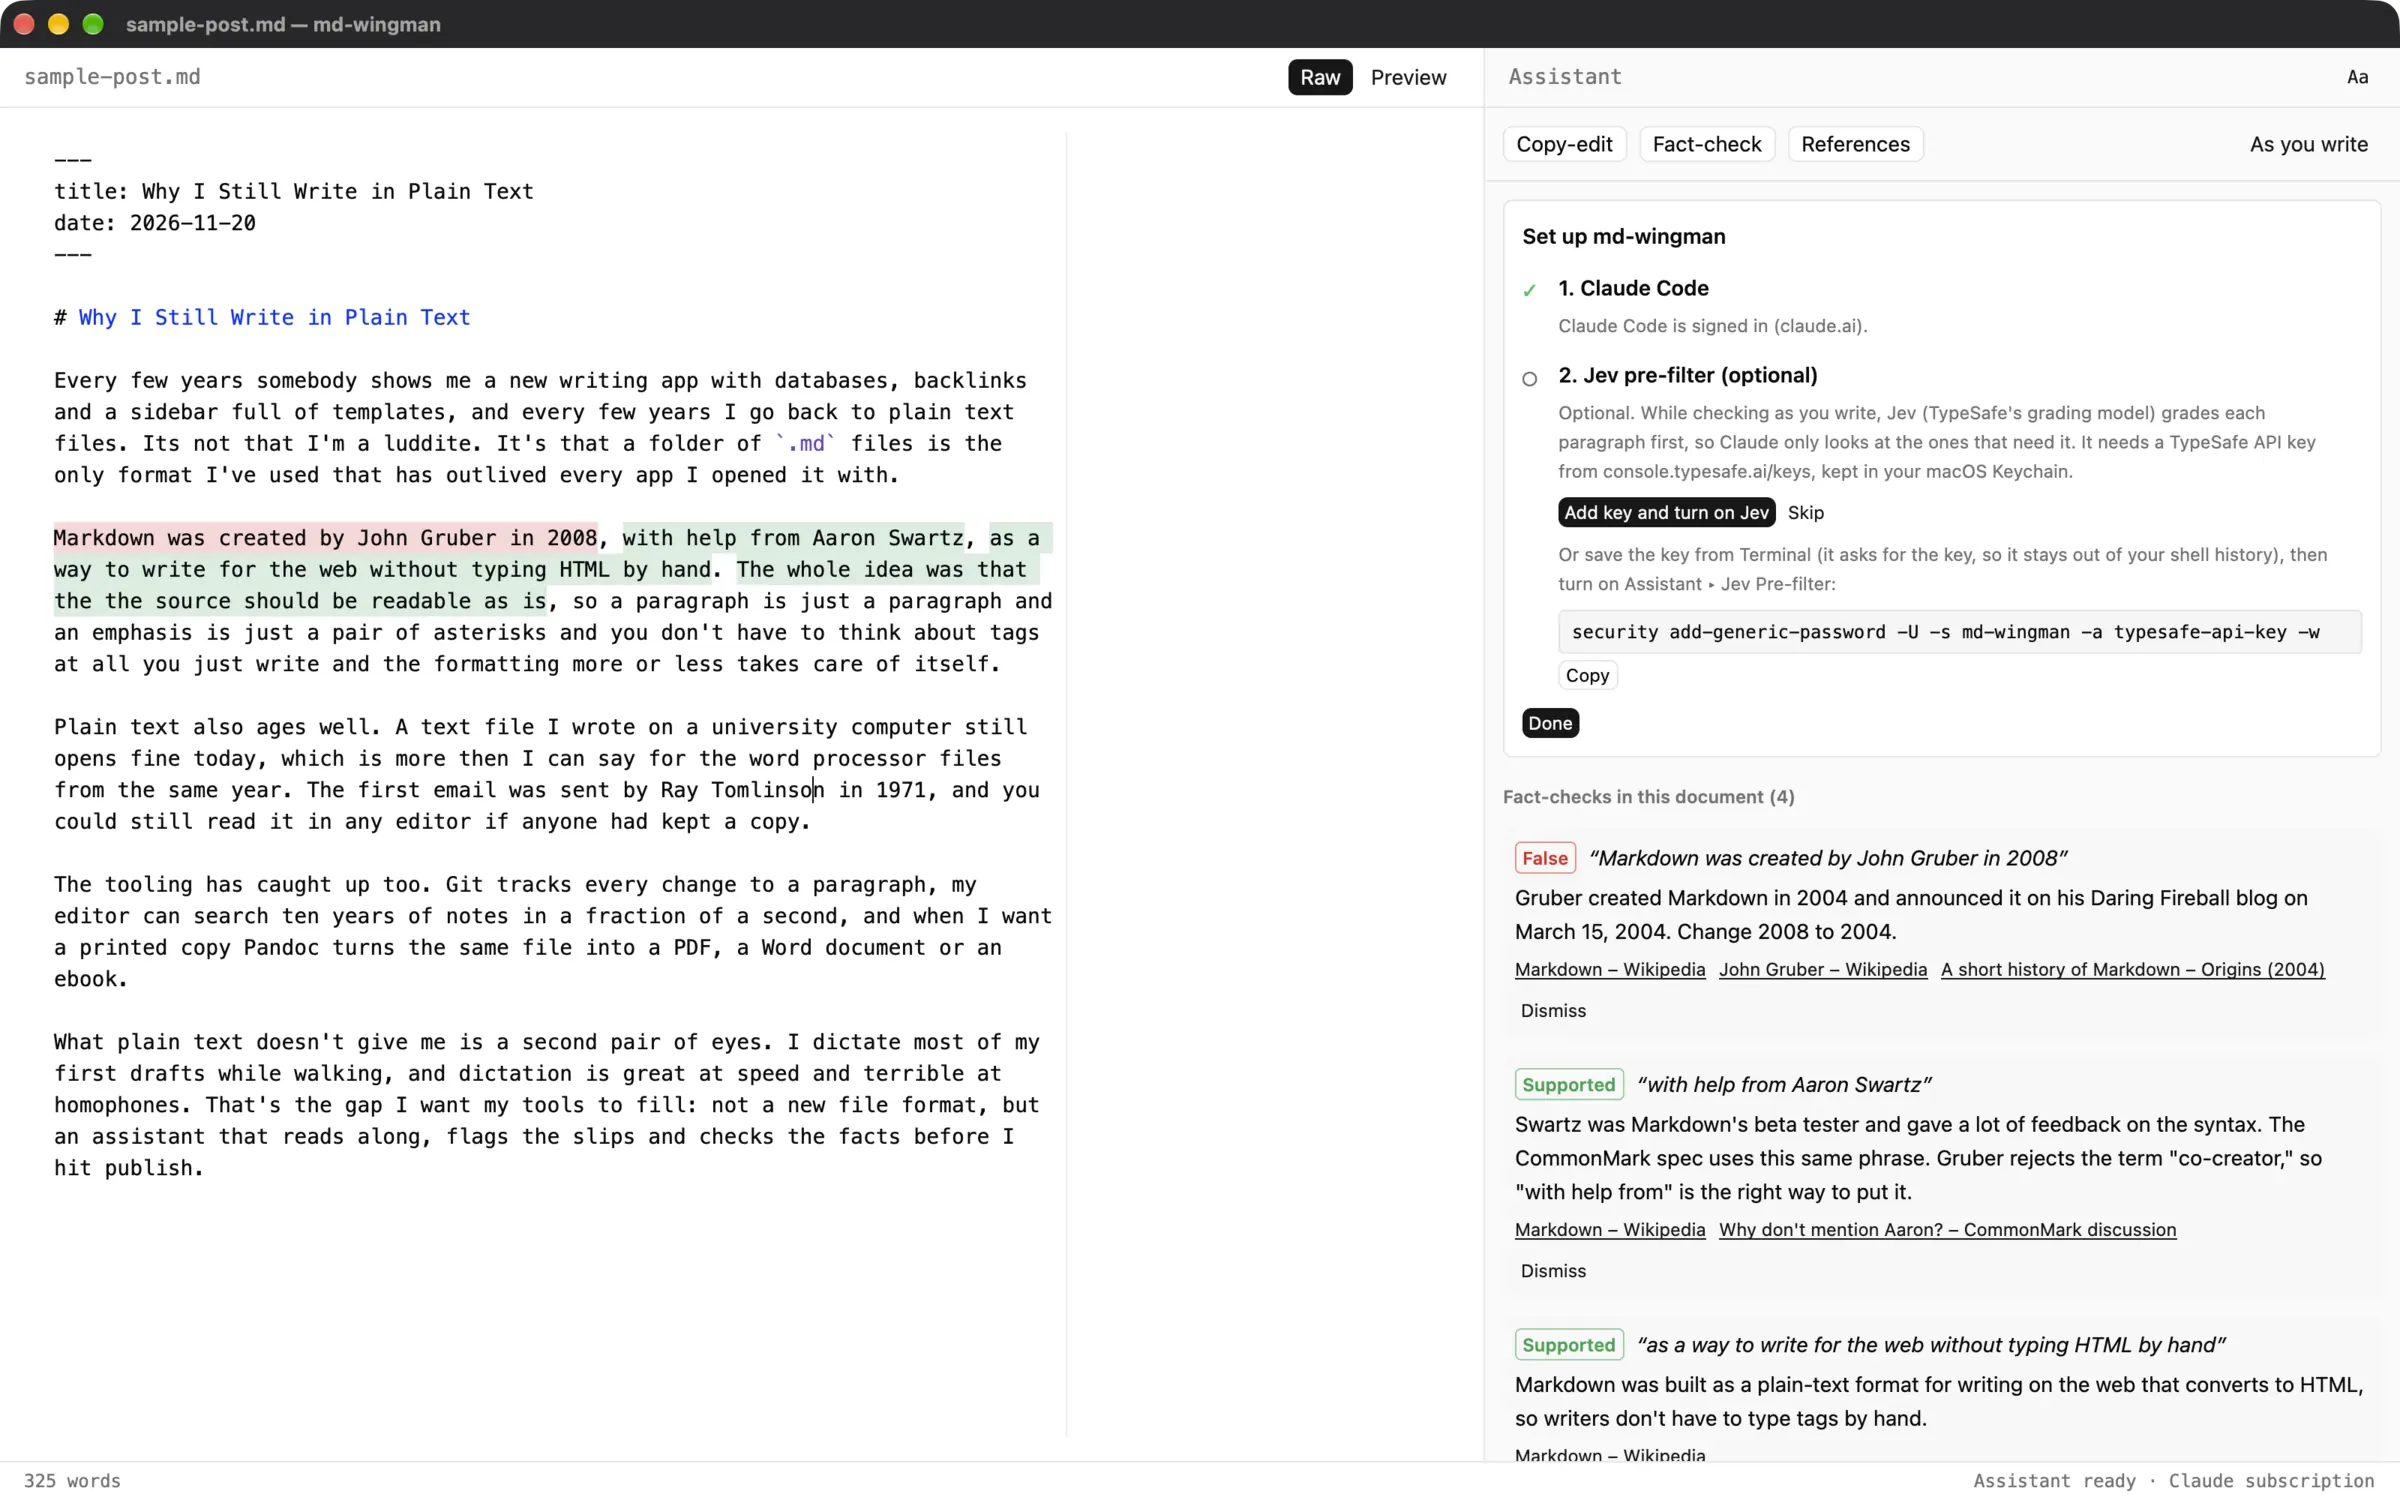 sample-post.md — md-wingman
sample-post.md
Raw
Preview
---
title: Why I Still Write in Plain Text
date: 2026-11-20
---
# Why I Still Write in Plain Text
Every few years somebody shows me a new writing app with databases, backlinks
and a sidebar full of templates, and every few years I go back to plain text
files. Its not that I'm a luddite. It's that a folder of `.md` files is the
only format I've used that has outlived every app I opened it with.
Markdown was created by John Gruber in 2008, with help from Aaron Swartz, as a
way to write for the web without typing HTML by hand. The whole idea was that
the the source should be readable as is, so a paragraph is just a paragraph and
an emphasis is just a pair of asterisks and you don't have to think about tags
at all you just write and the formatting more or less takes care of itself.
Plain text also ages well. A text file I wrote on a university computer still
opens fine today, which is more then I can say for the word processor files
from the same year. The first email was sent by Ray Tomlinson in 1971, and you
could still read it in any editor if anyone had kept a copy.
The tooling has caught up too. Git tracks every change to a paragraph, my
editor can search ten years of notes in a fraction of a second, and when I want
a printed copy Pandoc turns the same file into a PDF, a Word document or an
ebook.
What plain text doesn't give me is a second pair of eyes. I dictate most of my
first drafts while walking, and dictation is great at speed and terrible at
homophones. That's the gap I want my tools to fill: not a new file format, but
an assistant that reads along, flags the slips and checks the facts before I
hit publish.
325 words
Assistant
Aa
Copy-edit
Fact-check
References
As you write
Set up md-wingman
✓ 1. Claude Code
Claude Code is signed in (claude.ai).
2. Jev pre-filter (optional)
Optional. While checking as you write, Jev (TypeSafe's grading model) grades each
paragraph first, so Claude only looks at the ones that need it. It needs a TypeSafe API key
from console.typesafe.ai/keys, kept in your macOS Keychain.
Add key and turn on Jev
Skip
Or save the key from Terminal (it asks for the key, so it stays out of your shell history), then
turn on Assistant ▸ Jev Pre-filter:
security add-generic-password -U -s md-wingman -a typesafe-api-key -w
Copy
Done
Fact-checks in this document (4)
False “Markdown was created by John Gruber in 2008”
Gruber created Markdown in 2004 and announced it on his Daring Fireball blog on
March 15, 2004. Change 2008 to 2004.
Markdown – Wikipedia John Gruber – Wikipedia A short history of Markdown – Origins (2004)
Dismiss
Supported “with help from Aaron Swartz”
Swartz was Markdown's beta tester and gave a lot of feedback on the syntax. The
CommonMark spec uses this same phrase. Gruber rejects the term "co-creator," so
"with help from" is the right way to put it.
Markdown – Wikipedia Why don't mention Aaron? – CommonMark discussion
Dismiss
Supported “as a way to write for the web without typing HTML by hand”
Markdown was built as a plain-text format for writing on the web that converts to HTML,
so writers don't have to type tags by hand.
Markdown – Wikipedia
Assistant ready · Claude subscription